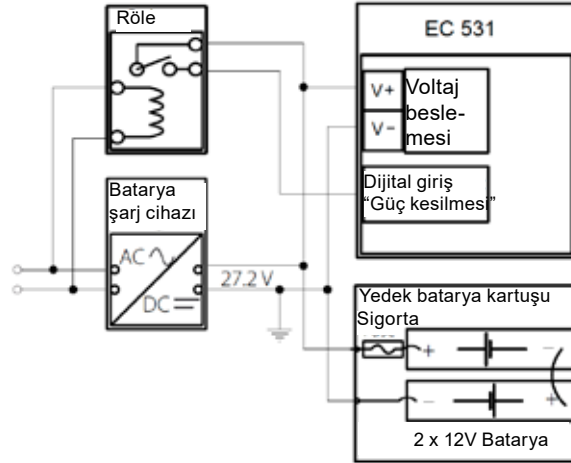 Röle
EC 531
V+
V-
Voltaj
besle-
mesi
Dijital giriş
“Güç kesilmesi”
Batarya
şarj cihazı
AC
DC
27.2 V
Yedek batarya kartuşu
Sigorta
+ -
- +
2 x 12V Batarya